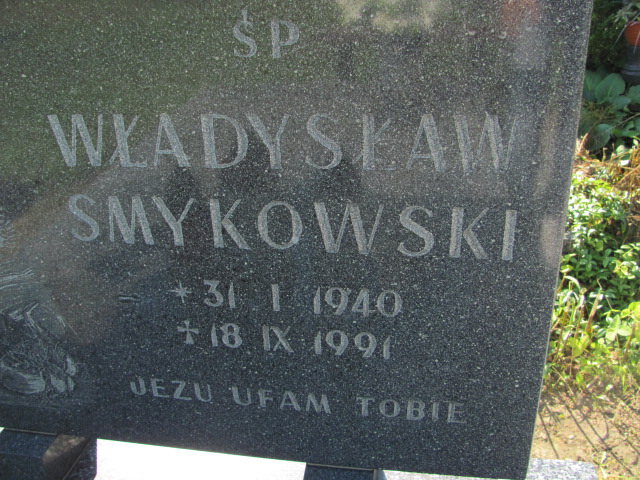 ŚP
WŁADYSŁAW
SMYKOWSKI
* 31 I 1940
✝ 18 IX 1991
JEZU UFAM TOBIE